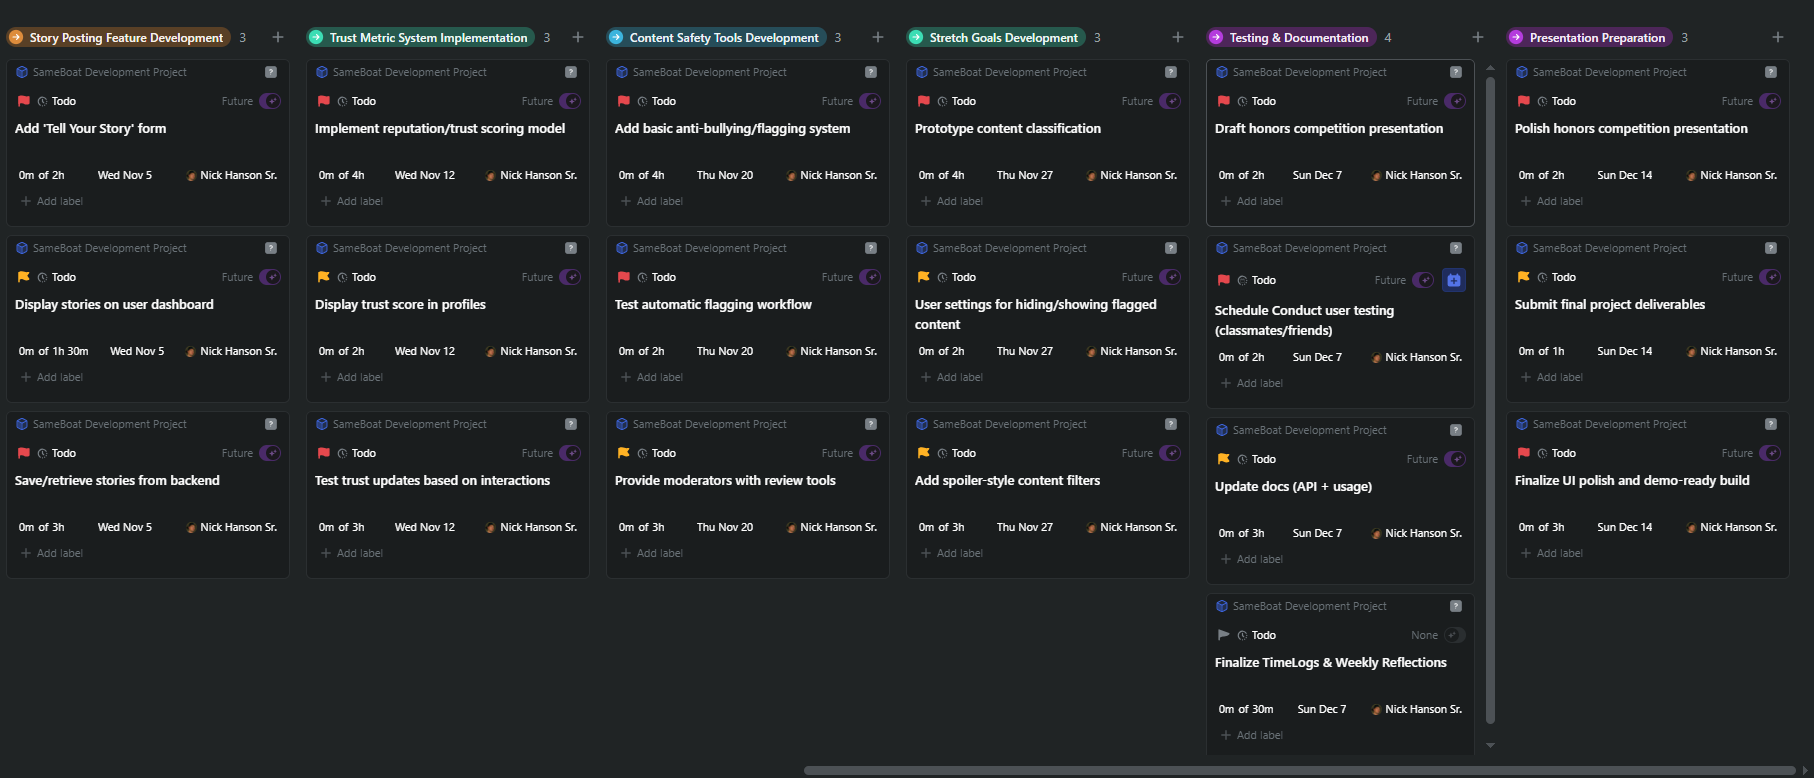 Story Posting Feature Development 3
SameBoat Development Project ?
Todo Future
Add 'Tell Your Story' form
0m of 2h Wed Nov 5 Nick Hanson Sr.
Add label
SameBoat Development Project ?
Todo Future
Display stories on user dashboard
0m of 1h 30m Wed Nov 5 Nick Hanson Sr.
Add label
SameBoat Development Project ?
Todo Future
Save/retrieve stories from backend
0m of 3h Wed Nov 5 Nick Hanson Sr.
Add label
Trust Metric System Implementation 3
SameBoat Development Project ?
Todo Future
Implement reputation/trust scoring model
0m of 4h Wed Nov 12 Nick Hanson Sr.
Add label
SameBoat Development Project ?
Todo Future
Display trust score in profiles
0m of 2h Wed Nov 12 Nick Hanson Sr.
Add label
SameBoat Development Project ?
Todo Future
Test trust updates based on interactions
0m of 3h Wed Nov 12 Nick Hanson Sr.
Add label
Content Safety Tools Development 3
SameBoat Development Project ?
Todo Future
Add basic anti-bullying/flagging system
0m of 4h Thu Nov 20 Nick Hanson Sr.
Add label
SameBoat Development Project ?
Todo Future
Test automatic flagging workflow
0m of 2h Thu Nov 20 Nick Hanson Sr.
Add label
SameBoat Development Project ?
Todo Future
Provide moderators with review tools
0m of 3h Thu Nov 20 Nick Hanson Sr.
Add label
Stretch Goals Development 3
SameBoat Development Project ?
Todo Future
Prototype content classification
0m of 4h Thu Nov 27 Nick Hanson Sr.
Add label
SameBoat Development Project ?
Todo Future
User settings for hiding/showing flagged
content
0m of 2h Thu Nov 27 Nick Hanson Sr.
Add label
SameBoat Development Project ?
Todo Future
Add spoiler-style content filters
0m of 3h Thu Nov 27 Nick Hanson Sr.
Add label
Testing & Documentation 4
SameBoat Development Project ?
Todo Future
Draft honors competition presentation
0m of 2h Sun Dec 7 Nick Hanson Sr.
Add label
SameBoat Development Project ?
Todo Future
Schedule Conduct user testing
(classmates/friends)
0m of 2h Sun Dec 7 Nick Hanson Sr.
Add label
SameBoat Development Project ?
Todo Future
Update docs (API + usage)
0m of 3h Sun Dec 7 Nick Hanson Sr.
Add label
SameBoat Development Project ?
Todo None
Finalize TimeLogs & Weekly Reflections
0m of 30m Sun Dec 7 Nick Hanson Sr.
Add label
Presentation Preparation 3
SameBoat Development Project ?
Todo Future
Polish honors competition presentation
0m of 2h Sun Dec 14 Nick Hanson Sr.
Add label
SameBoat Development Project ?
Todo Future
Submit final project deliverables
0m of 1h Sun Dec 14 Nick Hanson Sr.
Add label
SameBoat Development Project ?
Todo Future
Finalize UI polish and demo-ready build
0m of 3h Sun Dec 14 Nick Hanson Sr.
Add label